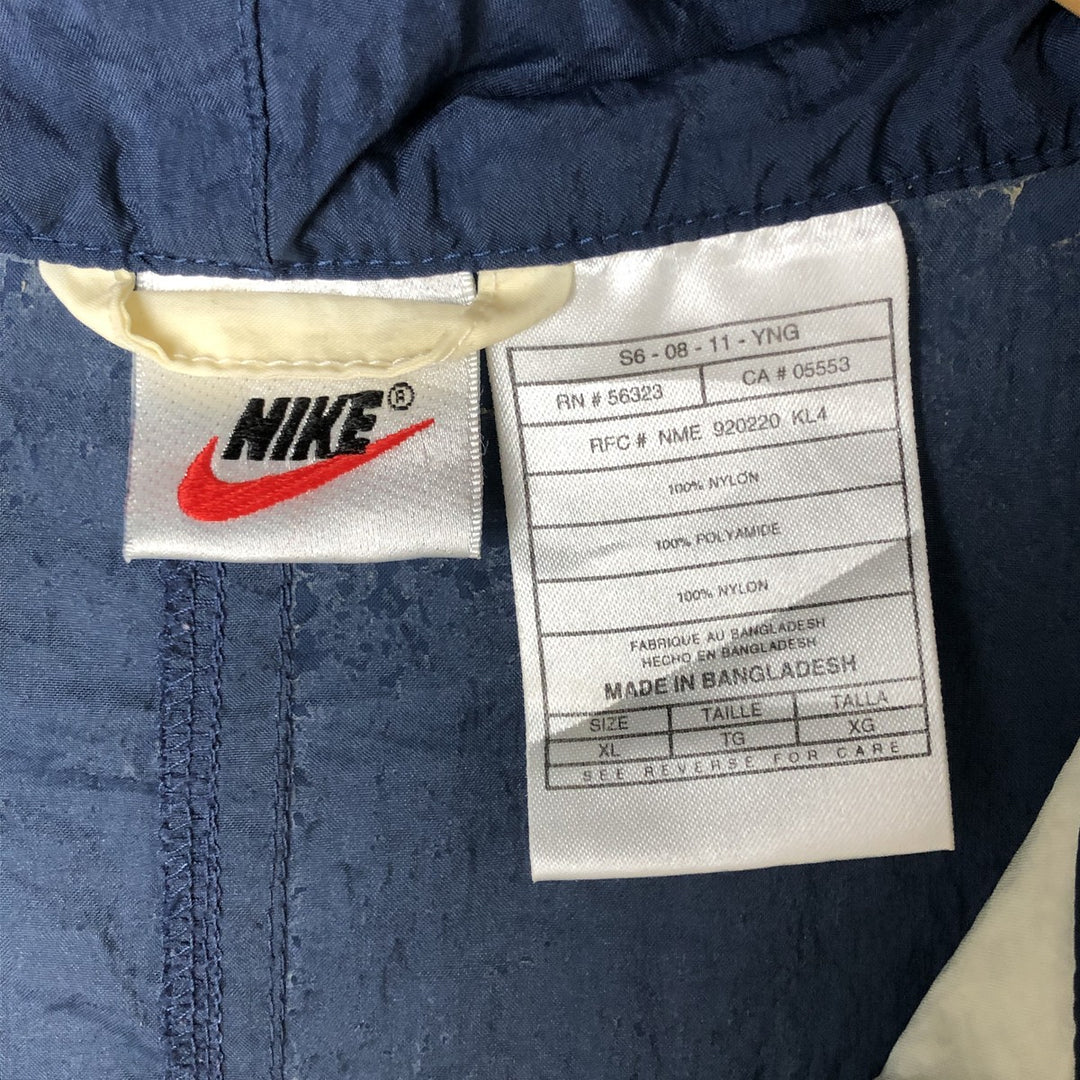 NIKE®
S6 - 08 - 11 - YNG
RN # 56323 CA # 05553
RFC # NME 920220 KL4
100% NYLON
100% POLYAMIDE
100% NYLON
FABRIQUE AU BANGLADESH
HECHO EN BANGLADESH
MADE IN BANGLADESH
SIZE TAILLE TALLA
XL TG XG
SEE REVERSE FOR CARE